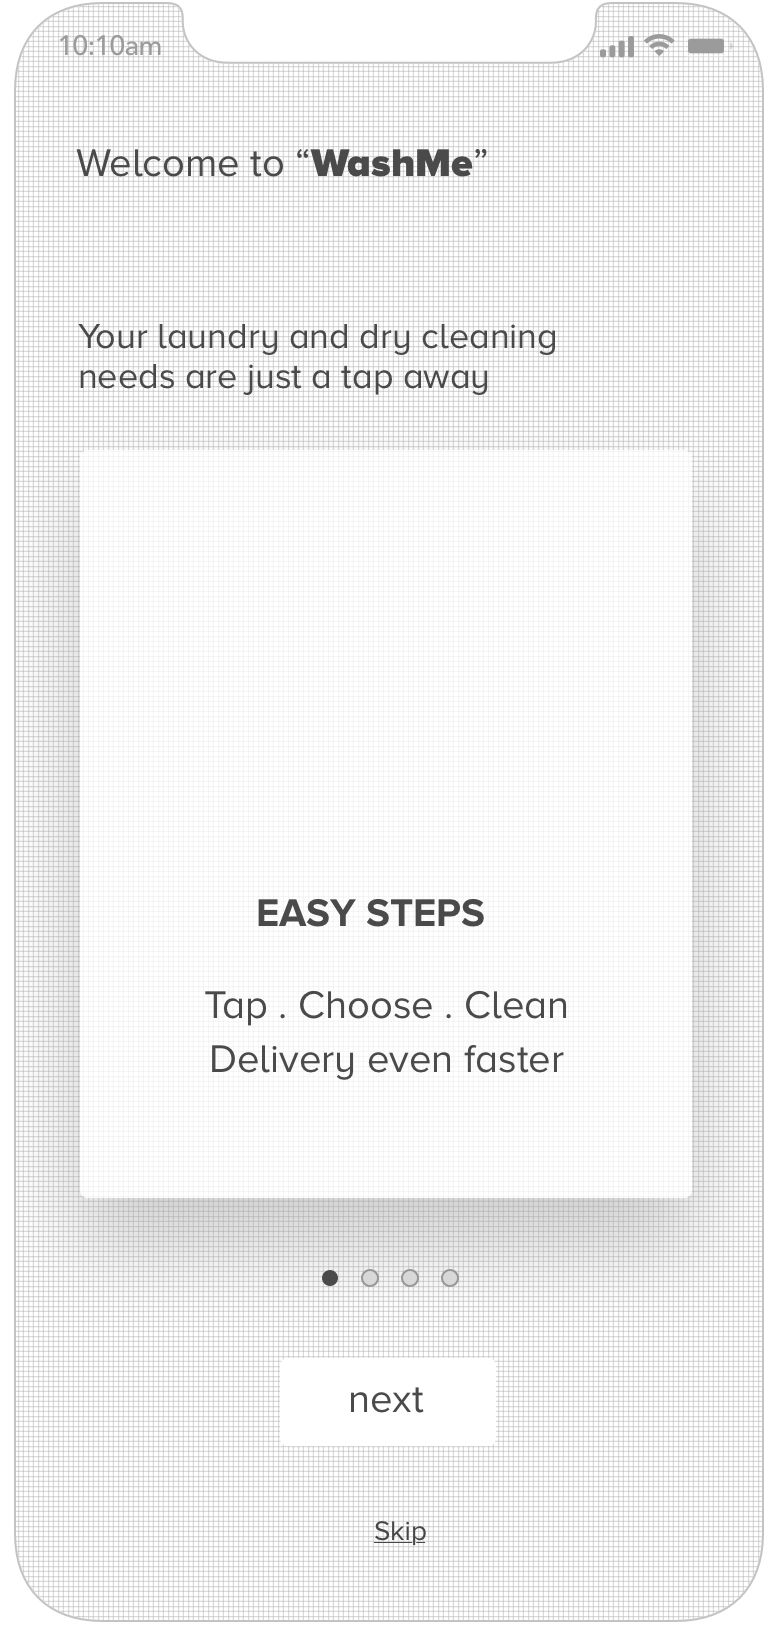 10:10am
Welcome to “WashMe”
Your laundry and dry cleaning
needs are just a tap away
EASY STEPS
Tap . Choose . Clean
Delivery even faster
next
Skip